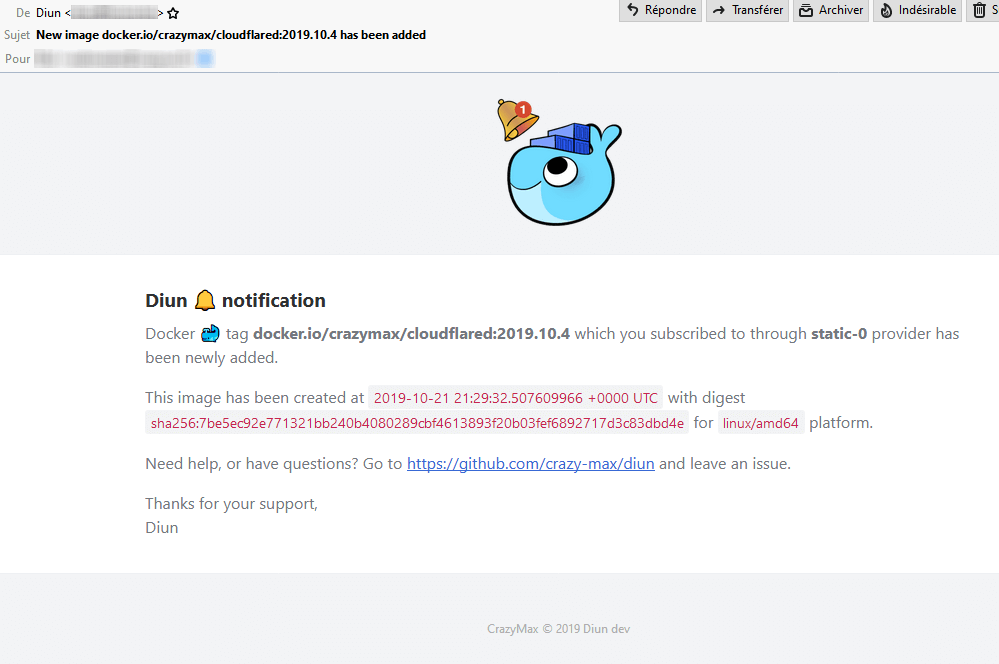 De Diun < > Répondre Transférer Archiver Indésirable S
Sujet New image docker.io/crazymax/cloudflared:2019.10.4 has been added
Pour
1
Diun 🔔 notification
Docker 🐳 tag docker.io/crazymax/cloudflared:2019.10.4 which you subscribed to through static-0 provider has
been newly added.
This image has been created at 2019-10-21 21:29:32.507609966 +0000 UTC with digest
sha256:7be5ec92e771321bb240b4080289cbf4613893f20b03fef6892717d3c83dbd4e for linux/amd64 platform.
Need help, or have questions? Go to https://github.com/crazy-max/diun and leave an issue.
Thanks for your support,
Diun
CrazyMax © 2019 Diun dev